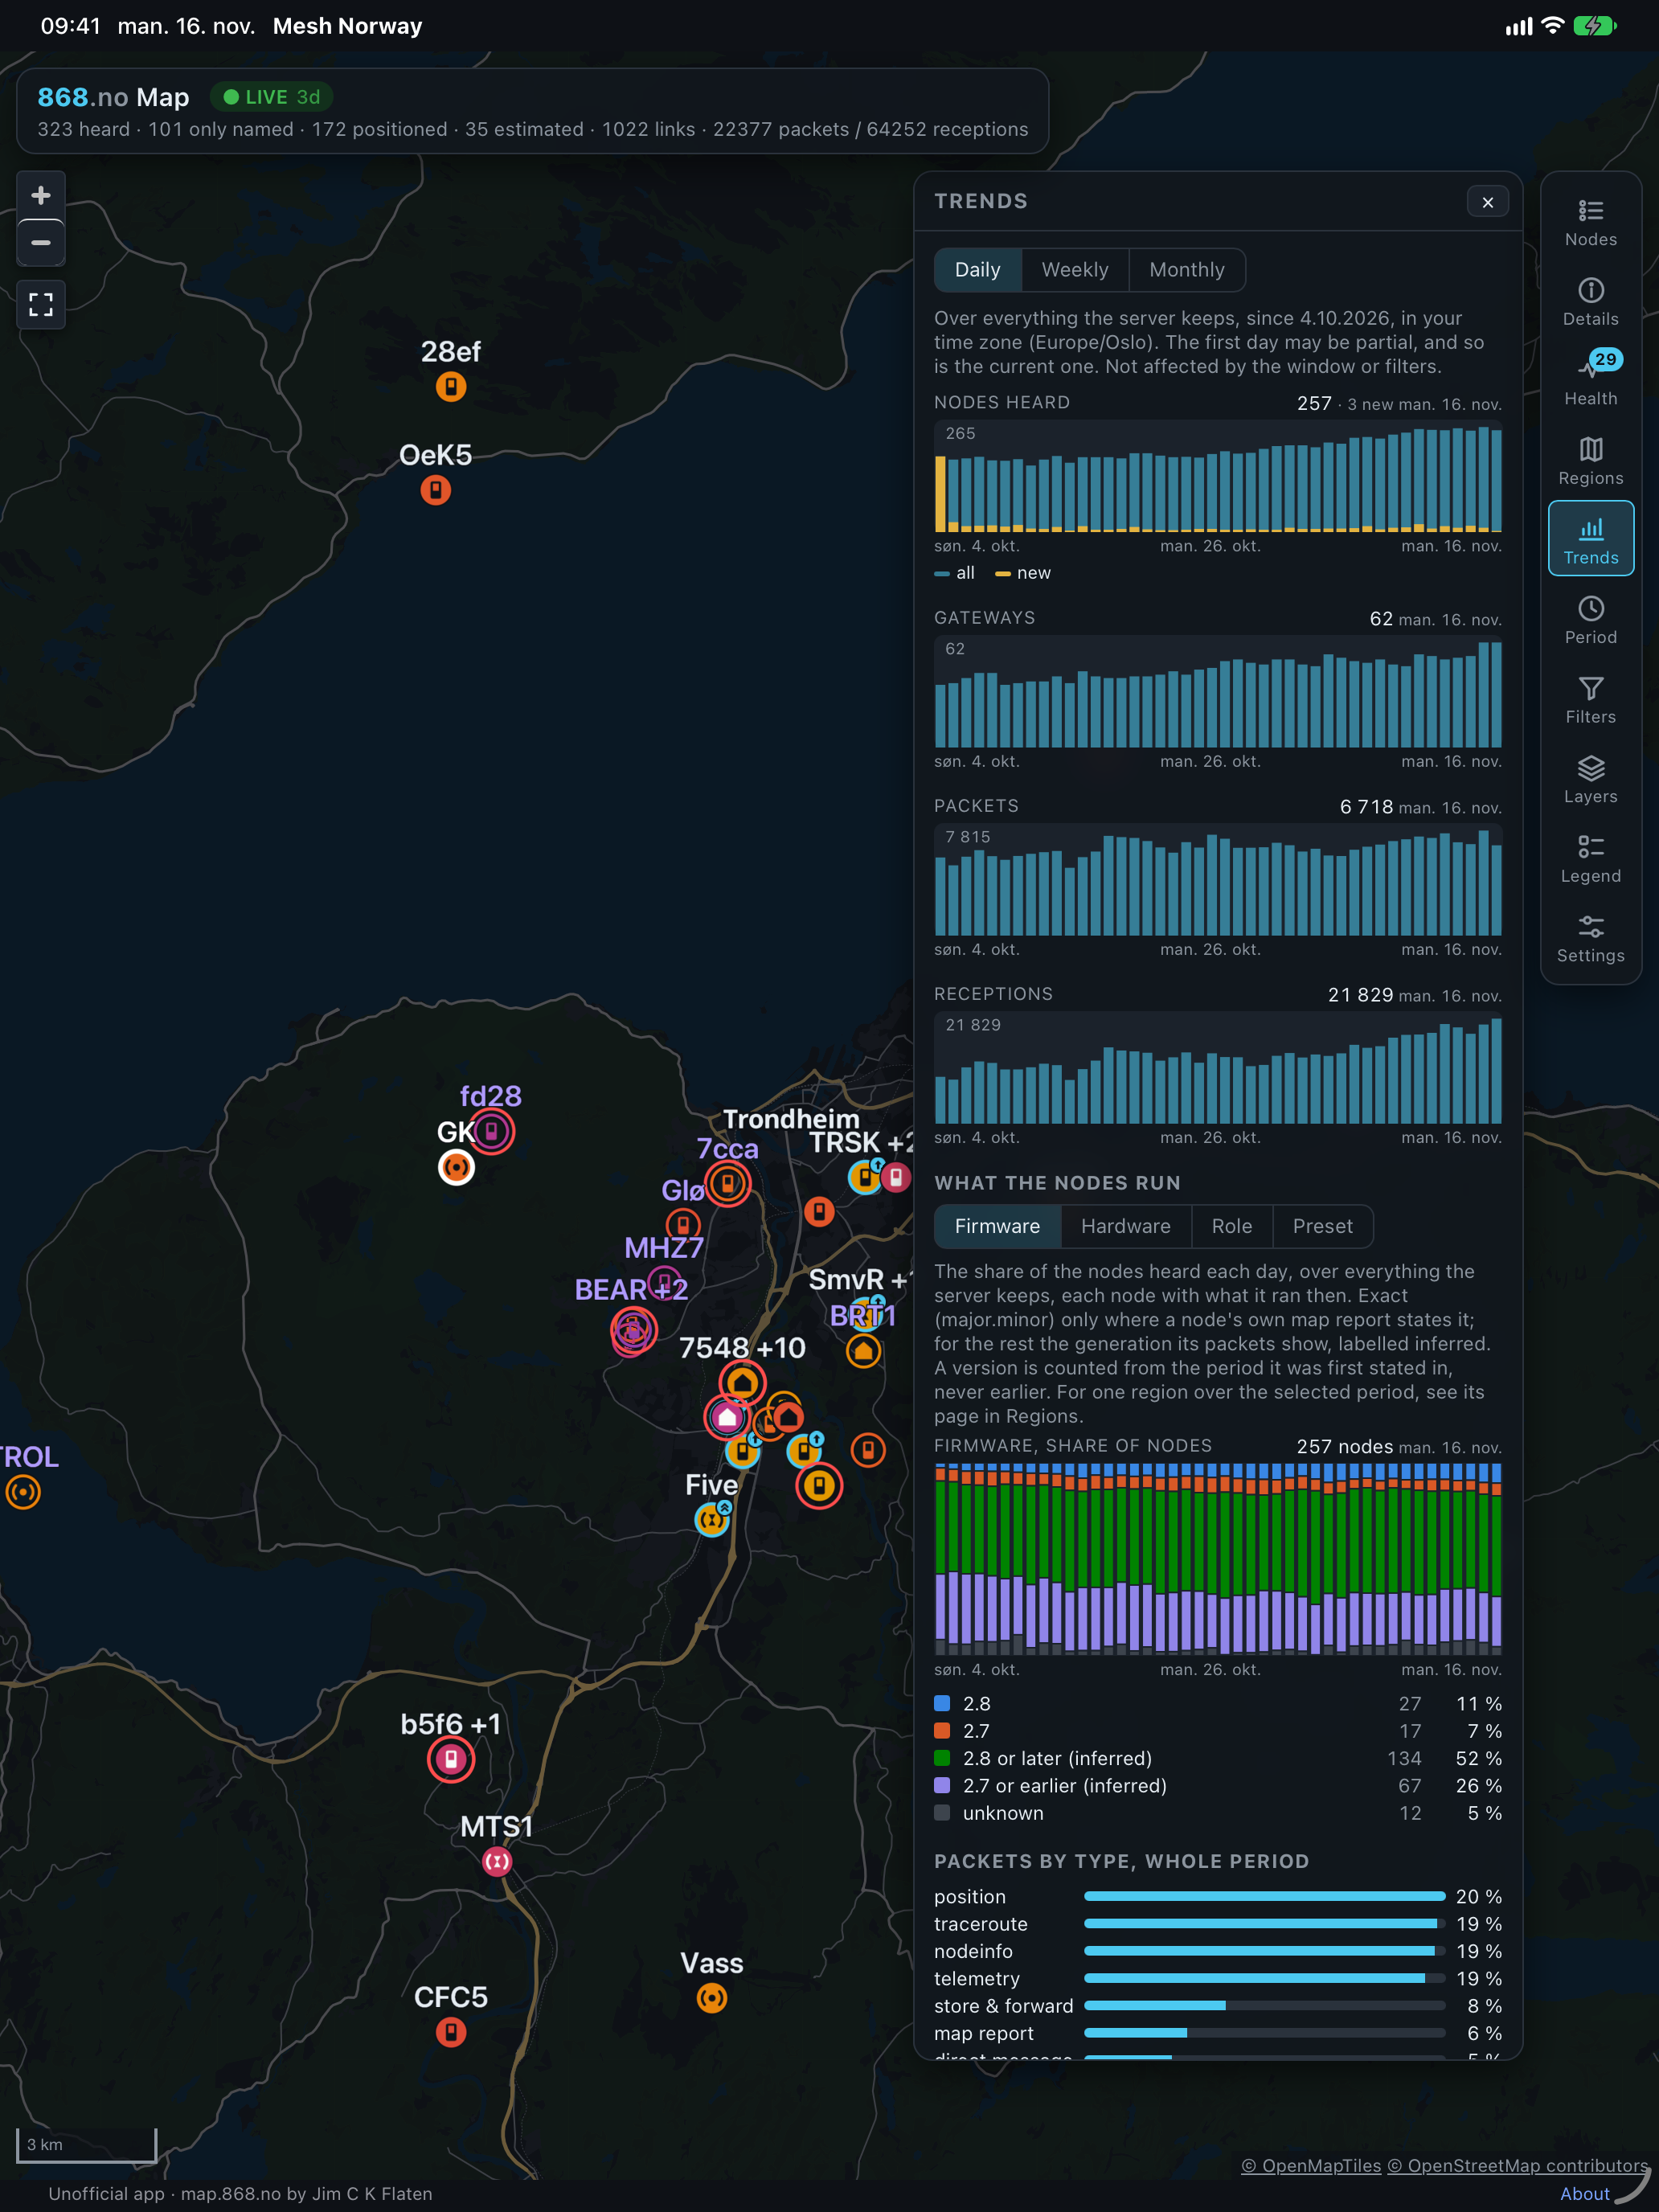 09:41 man. 16. nov. Mesh Norway
868.no Map LIVE 3d
323 heard · 101 only named · 172 positioned · 35 estimated · 1022 links · 22377 packets / 64252 receptions
+
−
28ef
OeK5
fd28
GK
Trondheim
TRSK +2
7cca
Glø
MHZ7
SmvR +1
BEAR +2
BRT1
7548 +10
TROL
Five
b5f6 +1
MTS1
Vass
CFC5
3 km
TRENDS
×
Daily Weekly Monthly
Over everything the server keeps, since 4.10.2026, in your
time zone (Europe/Oslo). The first day may be partial, and so
is the current one. Not affected by the window or filters.
NODES HEARD 257 · 3 new man. 16. nov.
265
søn. 4. okt. man. 26. okt. man. 16. nov.
all new
GATEWAYS 62 man. 16. nov.
62
søn. 4. okt. man. 26. okt. man. 16. nov.
PACKETS 6 718 man. 16. nov.
7 815
søn. 4. okt. man. 26. okt. man. 16. nov.
RECEPTIONS 21 829 man. 16. nov.
21 829
søn. 4. okt. man. 26. okt. man. 16. nov.
WHAT THE NODES RUN
Firmware Hardware Role Preset
The share of the nodes heard each day, over everything the
server keeps, each node with what it ran then. Exact
(major.minor) only where a node's own map report states it;
for the rest the generation its packets show, labelled inferred.
A version is counted from the period it was first stated in,
never earlier. For one region over the selected period, see its
page in Regions.
FIRMWARE, SHARE OF NODES 257 nodes man. 16. nov.
søn. 4. okt. man. 26. okt. man. 16. nov.
2.8 27 11 %
2.7 17 7 %
2.8 or later (inferred) 134 52 %
2.7 or earlier (inferred) 67 26 %
unknown 12 5 %
PACKETS BY TYPE, WHOLE PERIOD
position 20 %
traceroute 19 %
nodeinfo 19 %
telemetry 19 %
store & forward 8 %
map report 6 %
direct message 5 %
Nodes
Details
29
Health
Regions
Trends
Period
Filters
Layers
Legend
Settings
© OpenMapTiles © OpenStreetMap contributors
Unofficial app · map.868.no by Jim C K Flaten About